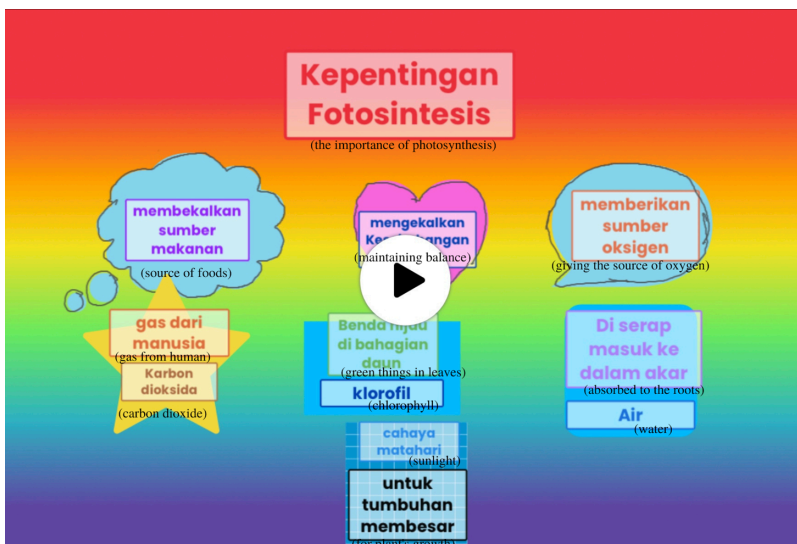 Kepentingan
Fotosintesis
(the importance of photosynthesis)
membekalkan
sumber
makanan
(source of foods)
mengekalkan
(maintaining balance)
memberikan
sumber
oksigen
(giving the source of oxygen)
gas dari
manusia
(gas from human)
Karbon
dioksida
(carbon dioxide)
Benda hijau
di bahagian
daun
(green things in leaves)
klorofil
(chlorophyll)
Di serap
masuk ke
dalam akar
(absorbed to the roots)
Air
(water)
cahaya
matahari
(sunlight)
untuk
tumbuhan
membesar